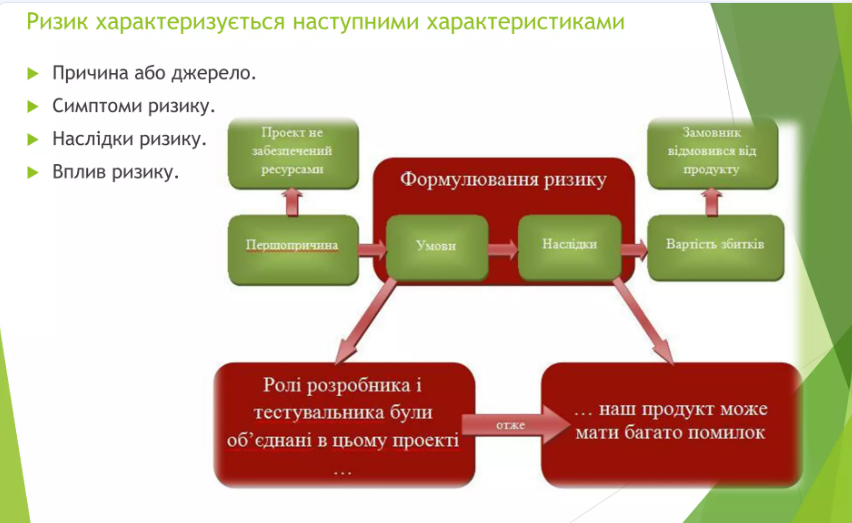 Ризик характеризується наступними характеристиками
Причина або джерело.
Симптоми ризику.
Наслідки ризику.
Вплив ризику.
Проект не
забезпечений
ресурсами
Замовник
відмовився від
продукту
Формулювання ризику
Першопричина
Умови
Наслідки
Вартість збитків
Ролі розробника і
тестувальника були
об’єднані в цьому проекті
...
отже
... наш продукт може
мати багато помилок